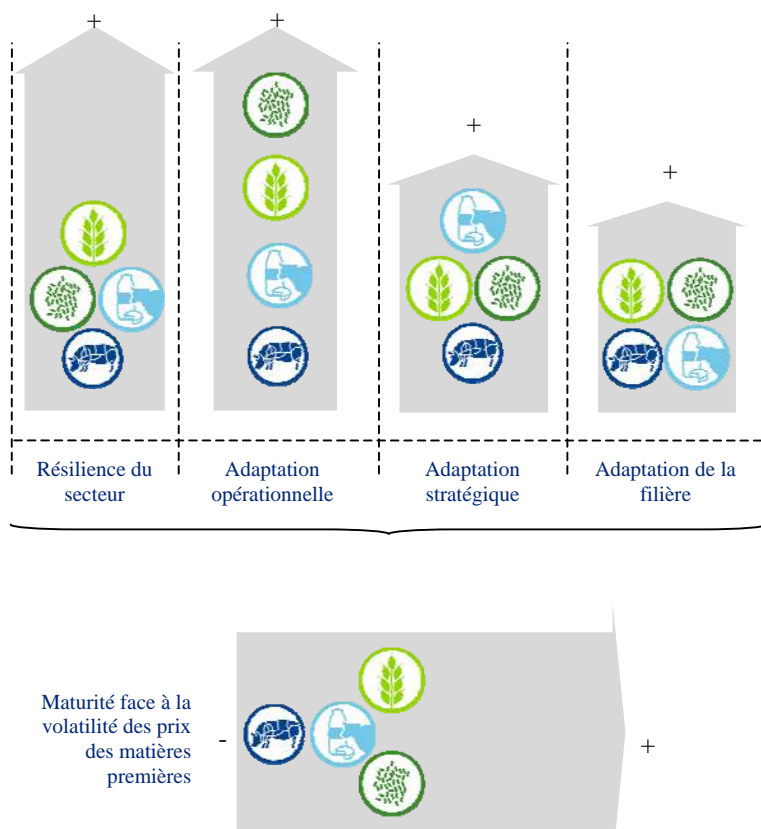 +
+
+
+
Résilience du
secteur
Adaptation
opérationnelle
Adaptation
stratégique
Adaptation de la
filière
Maturité face à la
volatilité des prix
des matières
premières
-
+